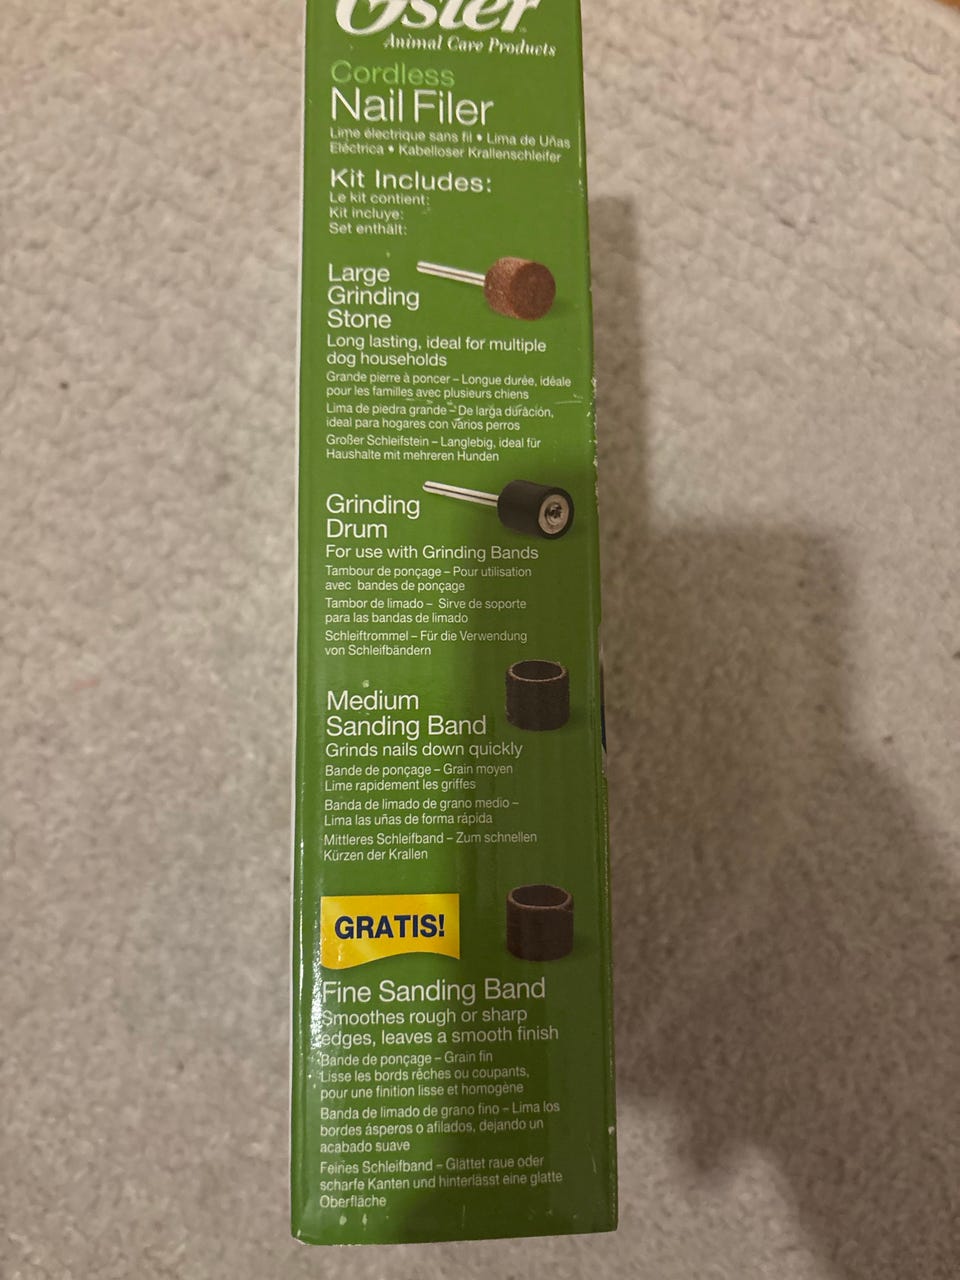 Oster
Animal Care Products
Cordless
Nail Filer
Lime électrique sans fil • Lima de Uñas
Eléctrica • Kabelloser Krallenschleifer
Kit Includes:
Le kit contient:
Kit incluye:
Set enthält:
Large
Grinding
Stone
Long lasting, ideal for multiple
dog households
Grande pierre à poncer – Longue durée, idéale
pour les familles avec plusieurs chiens
Lima de piedra grande – De larga duración,
ideal para hogares con varios perros
Großer Schleifstein – Langlebig, ideal für
Haushalte mit mehreren Hunden
Grinding
Drum
For use with Grinding Bands
Tambour de ponçage – Pour utilisation
avec bandes de ponçage
Tambor de limado – Sirve de soporte
para las bandas de limado
Schleiftrommel – Für die Verwendung
von Schleifbändern
Medium
Sanding Band
Grinds nails down quickly
Bande de ponçage – Grain moyen
Lime rapidement les griffes
Banda de limado de grano medio –
Lima las uñas de forma rápida
Mittleres Schleifband – Zum schnellen
Kürzen der Krallen
GRATIS!
Fine Sanding Band
Smoothes rough or sharp
edges, leaves a smooth finish
Bande de ponçage – Grain fin
Lisse les bords rêches ou coupants,
pour une finition lisse et homogène
Banda de limado de grano fino – Lima los
bordes ásperos o afilados, dejando un
acabado suave
Feines Schleifband – Glättet raue oder
scharfe Kanten und hinterlässt eine glatte
Oberfläche